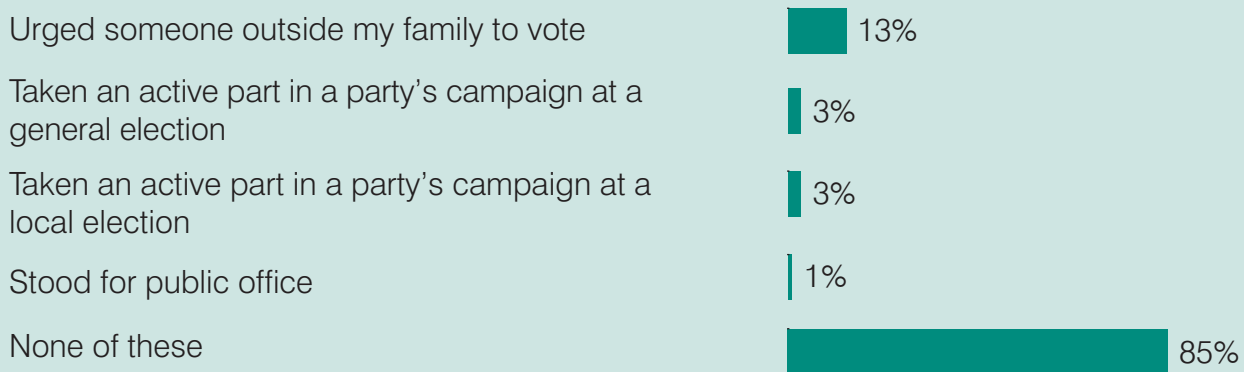 Urged someone outside my family to vote
13%
Taken an active part in a party's campaign at a
general election
3%
Taken an active part in a party's campaign at a
local election
3%
Stood for public office
1%
None of these
85%